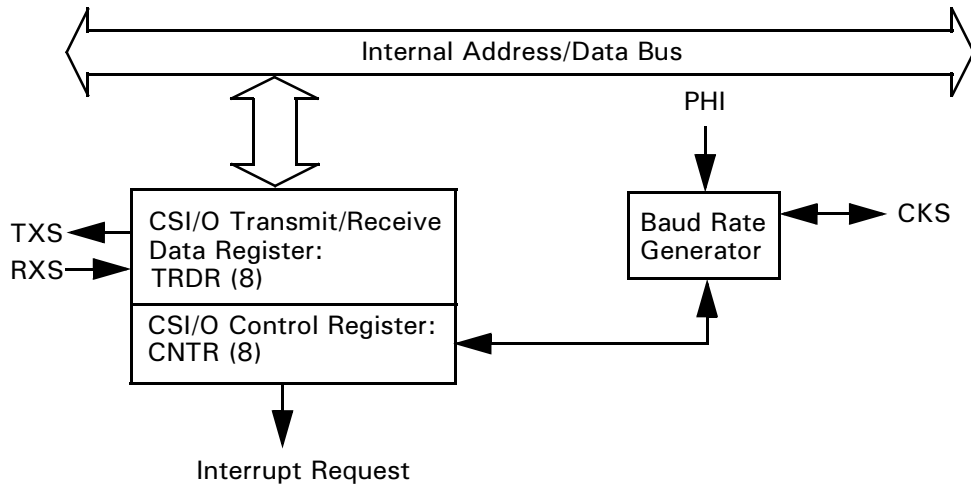 Internal Address/Data Bus
PHI
CSI/O Transmit/Receive
Data Register:
TRDR (8)
TXS
RXS
Baud Rate
Generator
CKS
CSI/O Control Register:
CNTR (8)
Interrupt Request